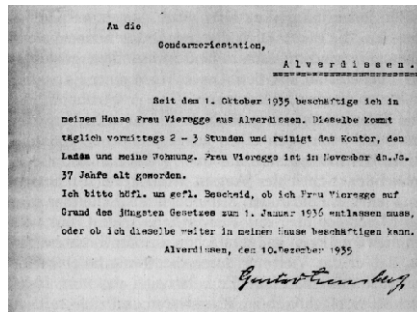 An die
Gendarmeriestation,
Alverdissen.
Seit dem 1. Oktober 1935 beschäftige ich in
meinem Hause Frau Vieregge aus Alverdissen. Dieselbe kommt
täglich vormittags 2 - 3 Stunden und reinigt das Kontor, den
Laden und meine Wohnung. Frau Vieregge ist im November ds.Js.
37 Jahre alt geworden.
Ich bitte höfl. um gefl. Bescheid, ob ich Frau Vieregge auf
Grund des jüngsten Gesetzes zum 1. Januar 1936 entlassen muss,
oder ob ich dieselbe weiter in meinem Hause beschäftigen kann.
Alverdissen, den 10.Dezember 1935
Gustav